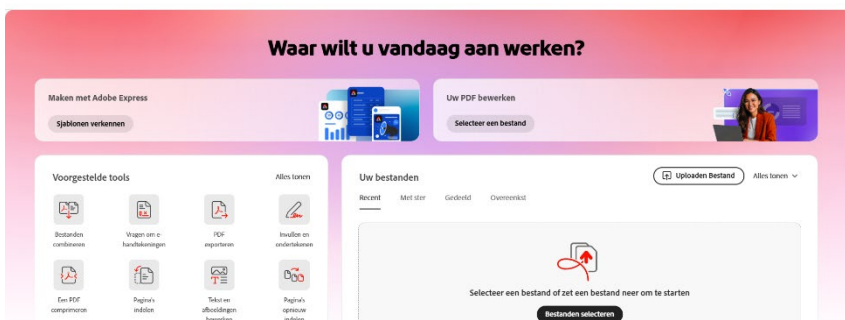 Waar wilt u vandaag aan werken?
Maken met Adobe Express
Sjablonen verkennen
Uw PDF bewerken
Selecteer een bestand
Voorgestelde tools
Alles tonen
Bestanden
combineren
Vragen om e-
handtekeningen
PDF
exporteren
Invullen en
ondertekenen
Een PDF
comprimeren
Pagina's
indelen
Tekst en
afbeeldingen
bewerken
Pagina's
opnieuw
indelen
Uw bestanden
Uploaden Bestand
Alles tonen
Recent
Met ster
Gedeeld
Overeenkst
Selecteer een bestand of zet een bestand neer om te starten
Bestanden selecteren